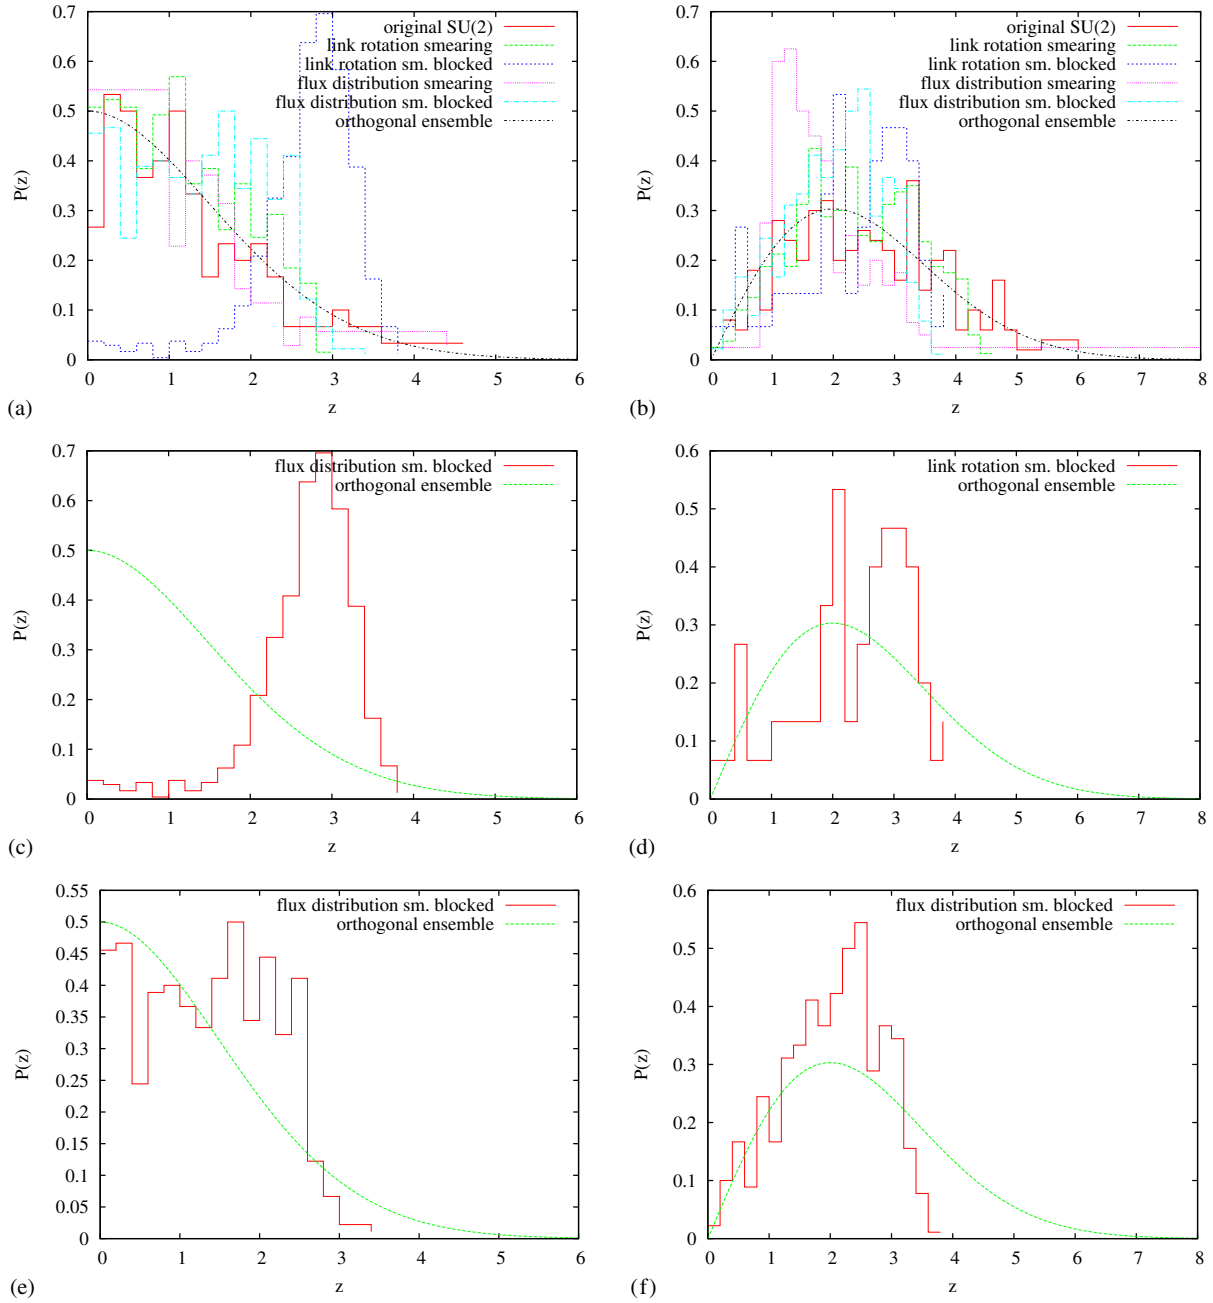 0.7
0.6
0.5
0.4
0.3
0.2
0.1
0
P(z)
original SU(2)
link rotation smearing
link rotation sm. blocked
flux distribution smearing
flux distribution sm. blocked
orthogonal ensemble
0 1 2 3 4 5 6
z
(a)
0.7
0.6
0.5
0.4
0.3
0.2
0.1
0
P(z)
original SU(2)
link rotation smearing
link rotation sm. blocked
flux distribution smearing
flux distribution sm. blocked
orthogonal ensemble
0 1 2 3 4 5 6 7 8
z
(b)
0.7
0.6
0.5
0.4
0.3
0.2
0.1
0
P(z)
flux distribution sm. blocked
orthogonal ensemble
0 1 2 3 4 5 6
z
(c)
0.6
0.5
0.4
0.3
0.2
0.1
0
P(z)
link rotation sm. blocked
orthogonal ensemble
0 1 2 3 4 5 6 7 8
z
(d)
0.55
0.5
0.45
0.4
0.35
0.3
0.25
0.2
0.15
0.1
0.05
0
P(z)
flux distribution sm. blocked
orthogonal ensemble
0 1 2 3 4 5 6
z
(e)
0.6
0.5
0.4
0.3
0.2
0.1
0
P(z)
flux distribution sm. blocked
orthogonal ensemble
0 1 2 3 4 5 6 7 8
z
(f)